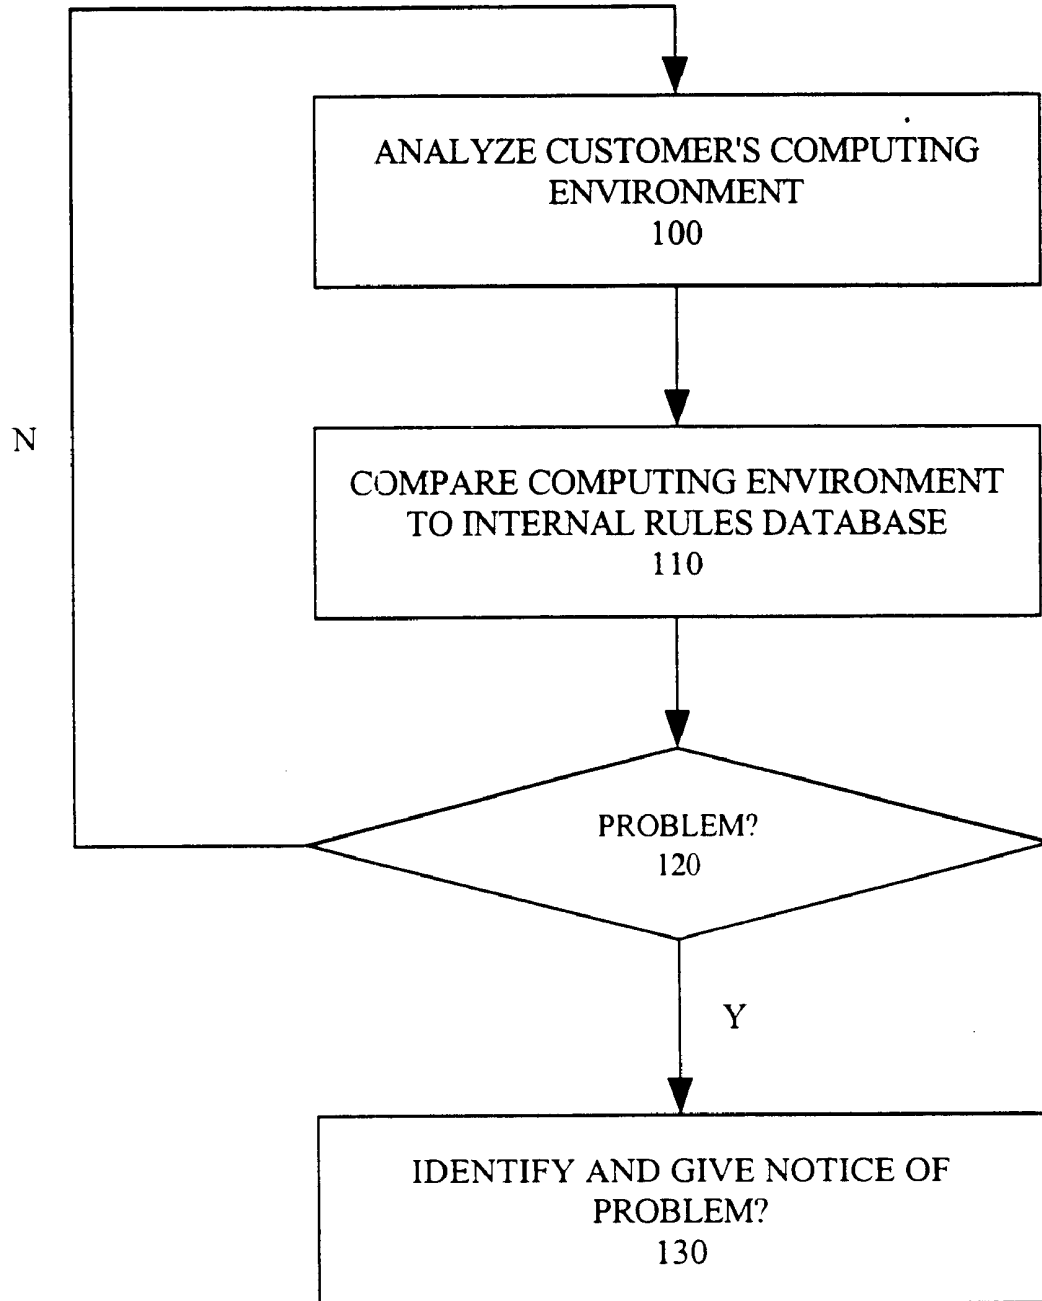 ANALYZE CUSTOMER'S COMPUTING
ENVIRONMENT
100
N
COMPARE COMPUTING ENVIRONMENT
TO INTERNAL RULES DATABASE
110
PROBLEM?
120
Y
IDENTIFY AND GIVE NOTICE OF
PROBLEM?
130